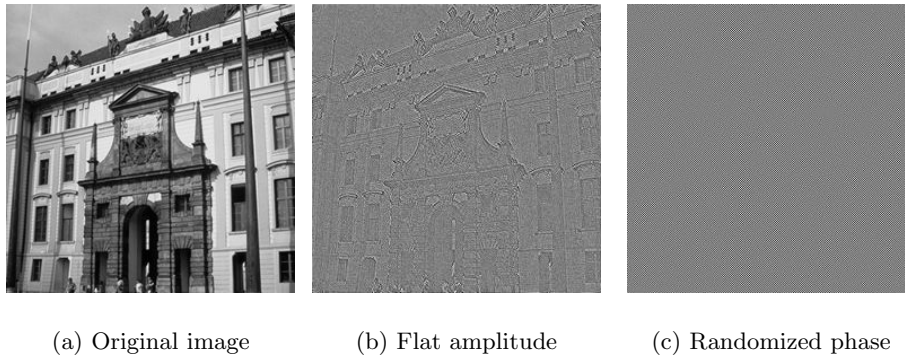 (a) Original image
(b) Flat amplitude
(c) Randomized phase